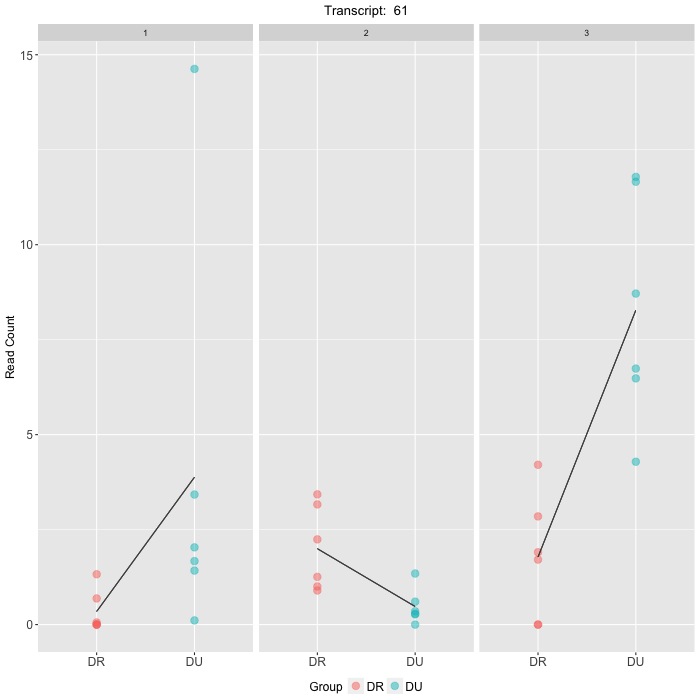 Transcript: 61
1 2 3
15
10
5
0
Read Count
DR DU DR DU DR DU
Group DR DU